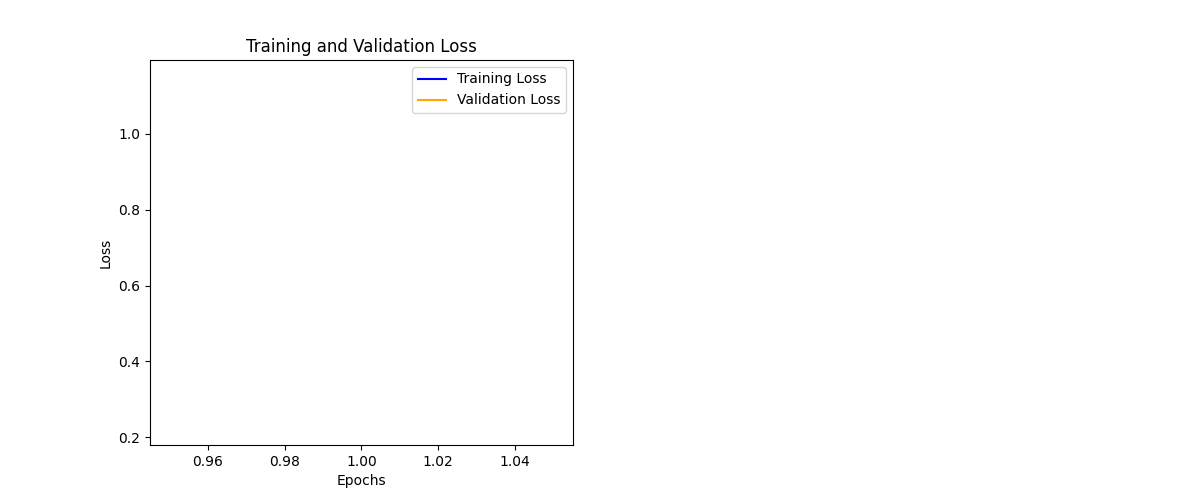 Training and Validation Loss
Training Loss
Validation Loss
1.0
0.8
0.6
0.4
0.2
Loss
0.96 0.98 1.00 1.02 1.04
Epochs